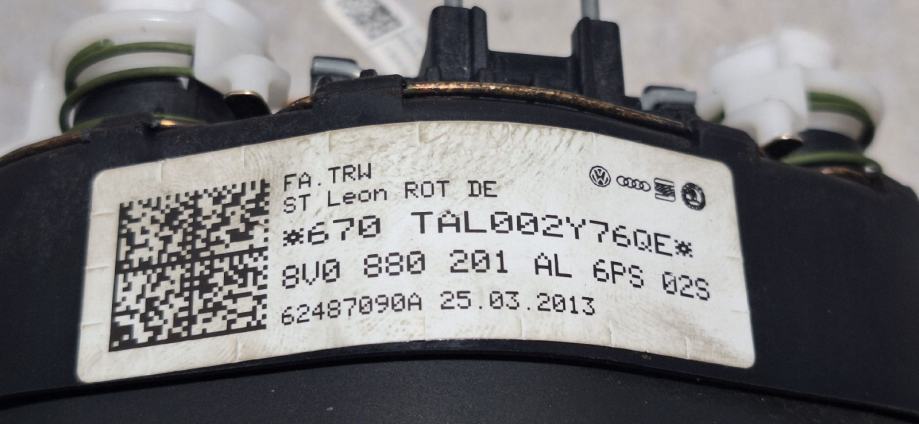 FA.TRW
ST Leon ROT DE
*670 TAL002Y76QE*
8V0 880 201 AL 6PS 02S
62487090A 25.03.2013